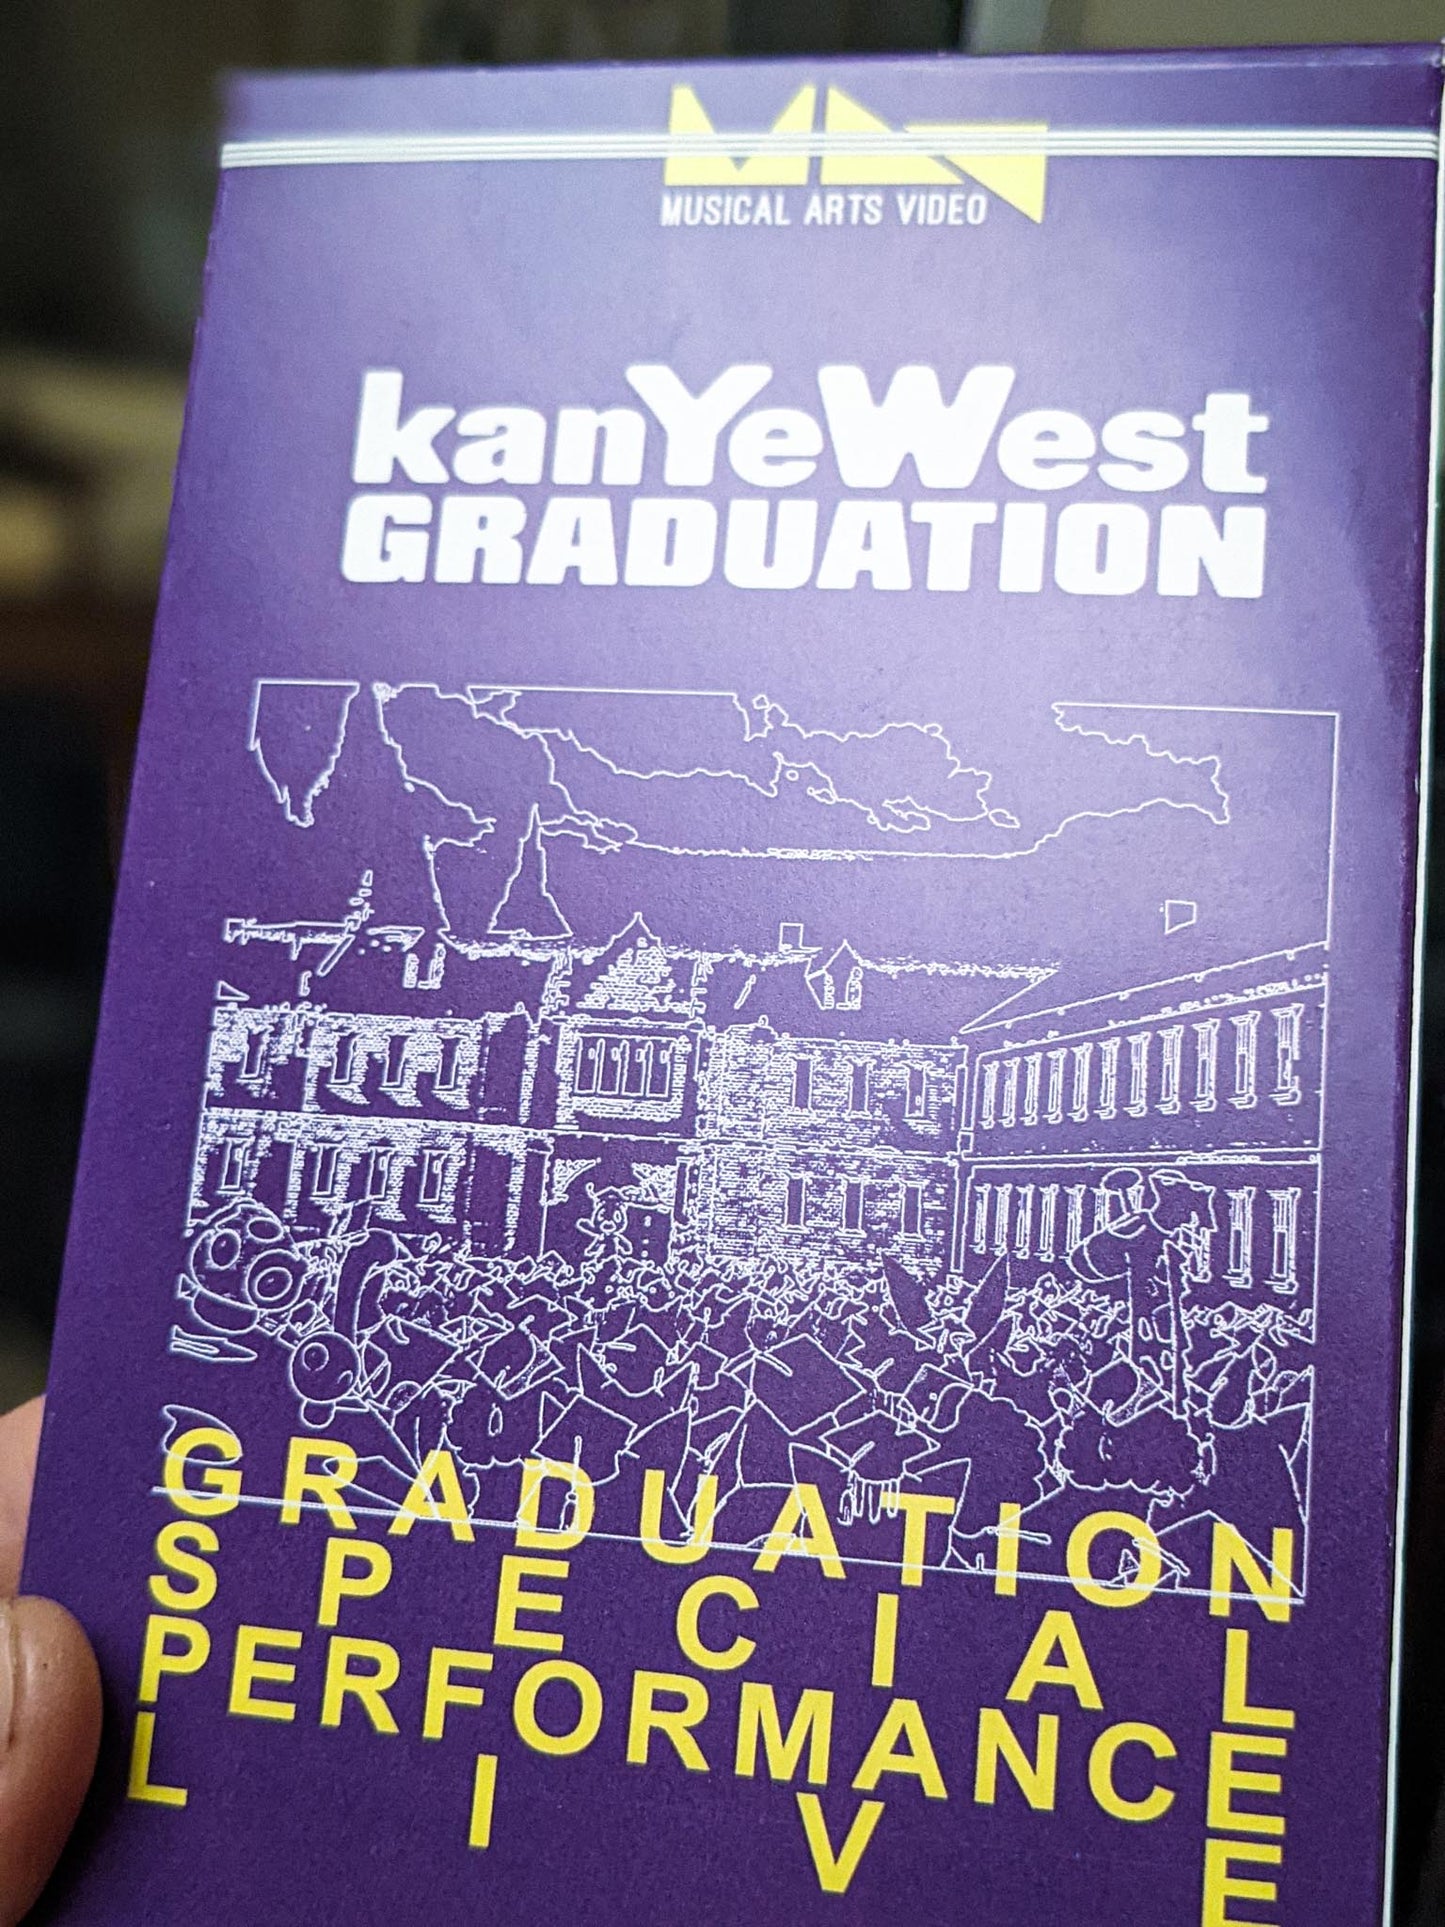 MUSICAL ARTS VIDEO
kanYeWest
GRADUATION
GRADUATION
SPECIAL
PERFORMANCE
LIVE